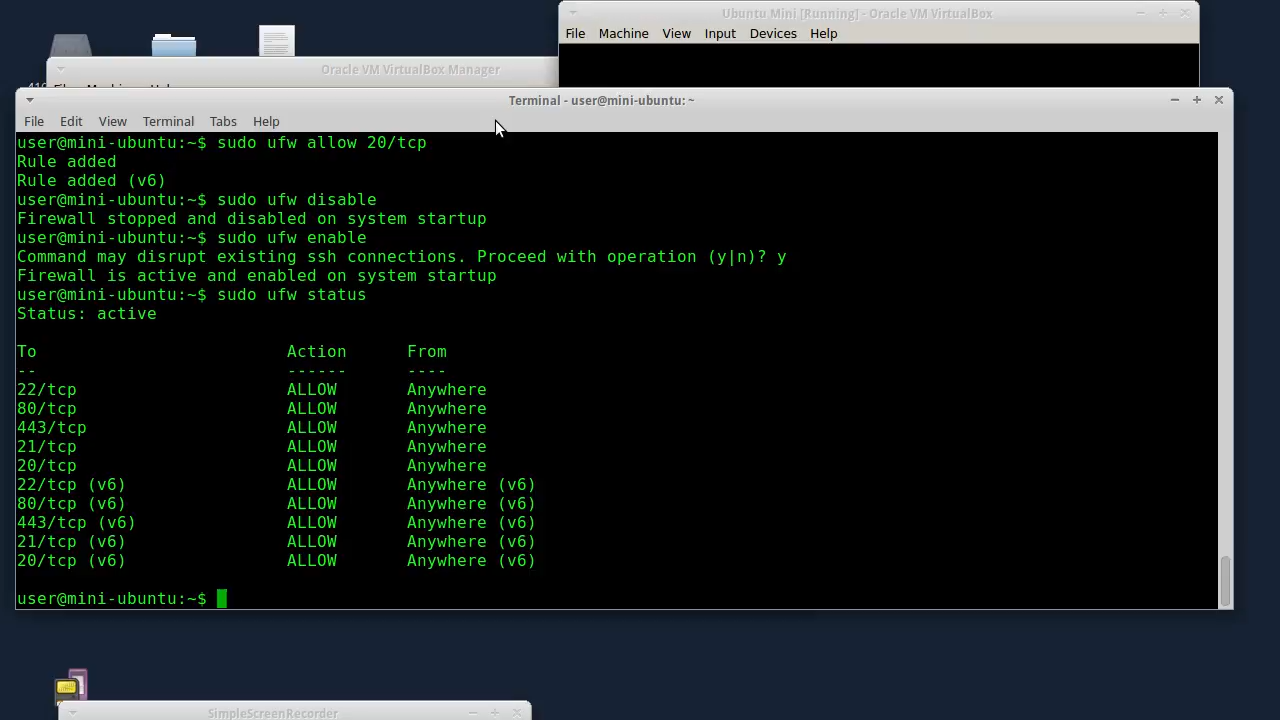 Ubuntu Mini [Running] - Oracle VM VirtualBox
File Machine View Input Devices Help
Oracle VM VirtualBox Manager
Terminal - user@mini-ubuntu: ~
File Edit View Terminal Tabs Help
user@mini-ubuntu:~$ sudo ufw allow 20/tcp
Rule added
Rule added (v6)
user@mini-ubuntu:~$ sudo ufw disable
Firewall stopped and disabled on system startup
user@mini-ubuntu:~$ sudo ufw enable
Command may disrupt existing ssh connections. Proceed with operation (y|n)? y
Firewall is active and enabled on system startup
user@mini-ubuntu:~$ sudo ufw status
Status: active
To Action From
-- ------ ----
22/tcp ALLOW Anywhere
80/tcp ALLOW Anywhere
443/tcp ALLOW Anywhere
21/tcp ALLOW Anywhere
20/tcp ALLOW Anywhere
22/tcp (v6) ALLOW Anywhere (v6)
80/tcp (v6) ALLOW Anywhere (v6)
443/tcp (v6) ALLOW Anywhere (v6)
21/tcp (v6) ALLOW Anywhere (v6)
20/tcp (v6) ALLOW Anywhere (v6)
user@mini-ubuntu:~$
SimpleScreenRecorder